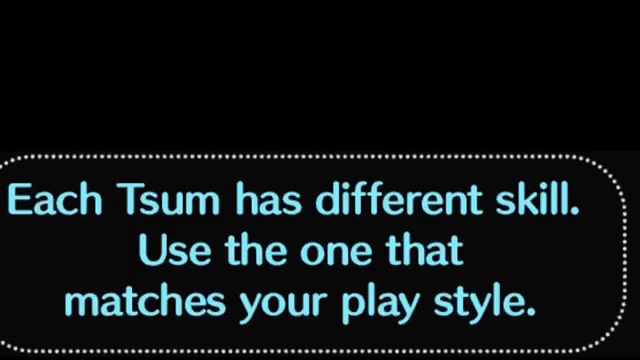 Each Tsum has different skill.
Use the one that
matches your play style.